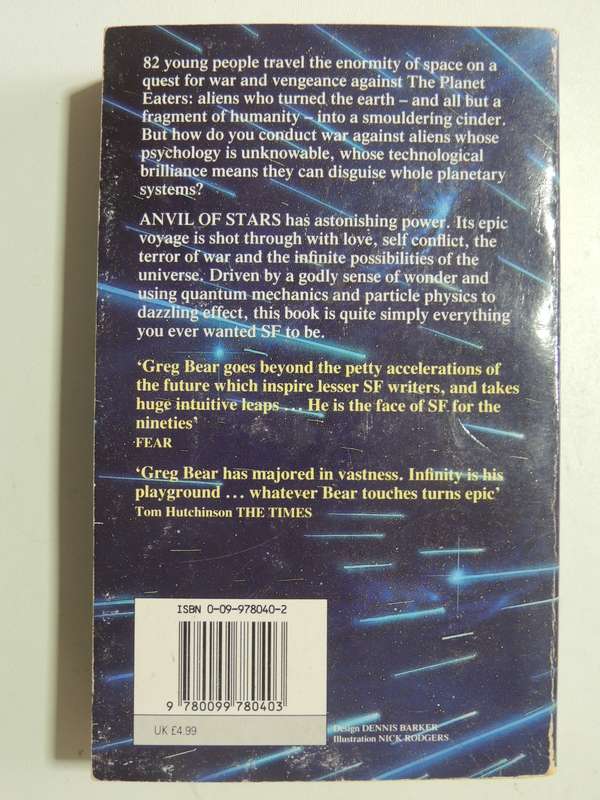 82 young people travel the enormity of space on a
quest for war and vengeance against The Planet
Eaters: aliens who turned the earth – and all but a
fragment of humanity – into a smouldering cinder.
But how do you conduct war against aliens whose
psychology is unknowable, whose technological
brilliance means they can disguise whole planetary
systems?
ANVIL OF STARS has astonishing power. Its epic
voyage is shot through with love, self conflict, the
terror of war and the infinite possibilities of the
universe. Driven by a godly sense of wonder and
using quantum mechanics and particle physics to
dazzling effect, this book is quite simply everything
you ever wanted SF to be.
‘Greg Bear goes beyond the petty accelerations of
the future which inspire lesser SF writers, and takes
huge intuitive leaps ... He is the face of SF for the
nineties’
FEAR
‘Greg Bear has majored in vastness. Infinity is his
playground ... whatever Bear touches turns epic’
Tom Hutchinson THE TIMES
ISBN 0-09-978040-2
9 780099 780403
UK £4.99
Design DENNIS BARKER
Illustration NICK RODGERS